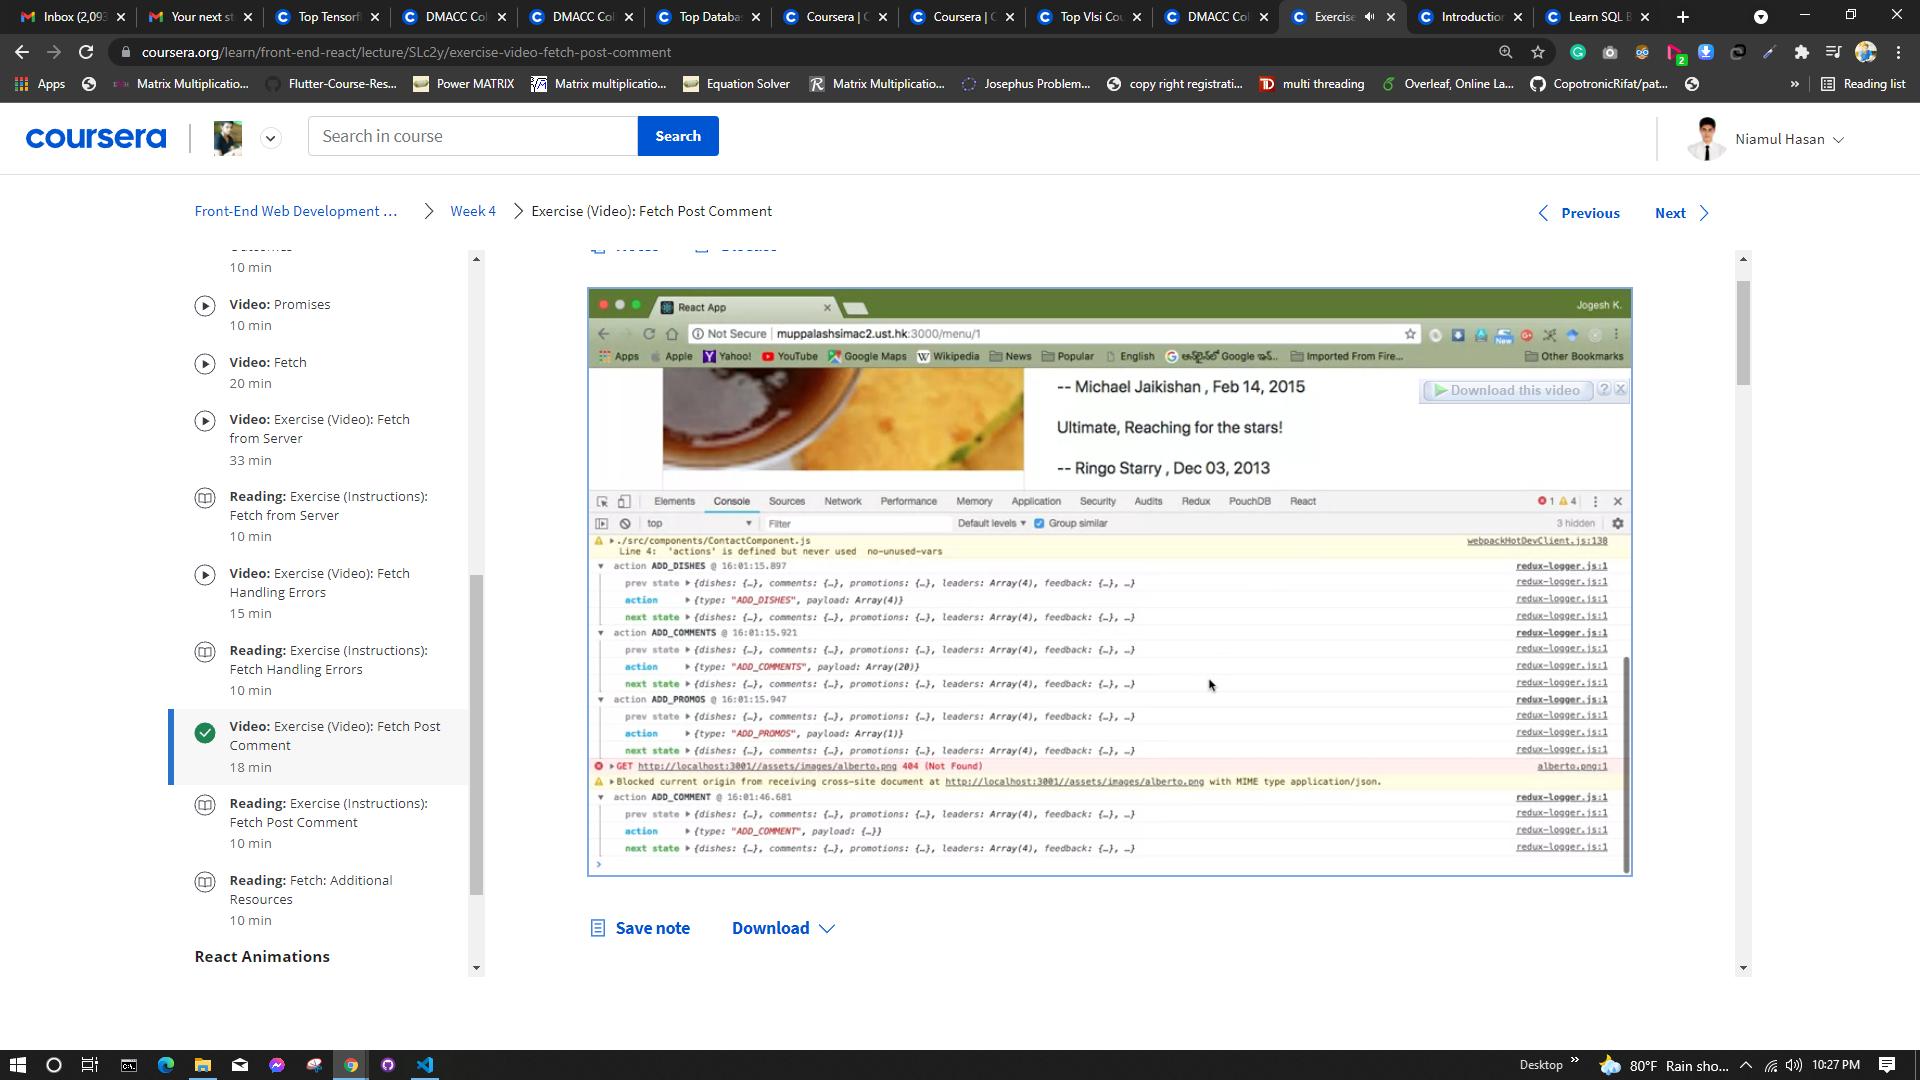 Inbox (2,093
Your next st
Top Tensorfl
DMACC Col
DMACC Col
Top Databa
Coursera | C
Coursera | C
Top Vlsi Cou
DMACC Col
Exercise
Introduction
Learn SQL B
coursera.org/learn/front-end-react/lecture/SLc2y/exercise-video-fetch-post-comment
2
Apps
Matrix Multiplicatio...
Flutter-Course-Res...
Power MATRIX
Matrix multiplicatio...
Equation Solver
Matrix Multiplicatio...
Josephus Problem...
copy right registrati...
multi threading
Overleaf, Online La...
CopotronicRifat/pat...
»
Reading list
coursera
Search in course
Search
Niamul Hasan
Front-End Web Development …
Week 4
Exercise (Video): Fetch Post Comment
Previous
Next
10 min
Video: Promises
10 min
Video: Fetch
20 min
Video: Exercise (Video): Fetch
from Server
33 min
Reading: Exercise (Instructions):
Fetch from Server
10 min
Video: Exercise (Video): Fetch
Handling Errors
15 min
Reading: Exercise (Instructions):
Fetch Handling Errors
10 min
Video: Exercise (Video): Fetch Post
Comment
18 min
Reading: Exercise (Instructions):
Fetch Post Comment
10 min
Reading: Fetch: Additional
Resources
10 min
React Animations
React App
Jogesh K.
Not Secure | muppalashsimac2.ust.hk:3000/menu/1
New
Apps
Apple
Yahoo!
YouTube
Google Maps
Wikipedia
News
Popular
English
Imported From Fire...
Other Bookmarks
-- Michael Jaikishan , Feb 14, 2015
Download this video
Ultimate, Reaching for the stars!
-- Ringo Starry , Dec 03, 2013
Elements Console Sources Network Performance Memory Application Security Audits Redux PouchDB React
1 4
top
Filter
Default levels
Group similar
3 hidden
./src/components/ContactComponent.js webpackHotDevClient.js:138
Line 4: 'actions' is defined but never used no-unused-vars
action ADD_DISHES @ 16:01:15.897 redux-logger.js:1
prev state {dishes: {…}, comments: {…}, promotions: {…}, leaders: Array(4), feedback: {…}, …} redux-logger.js:1
action {type: "ADD_DISHES", payload: Array(4)} redux-logger.js:1
next state {dishes: {…}, comments: {…}, promotions: {…}, leaders: Array(4), feedback: {…}, …} redux-logger.js:1
action ADD_COMMENTS @ 16:01:15.921 redux-logger.js:1
prev state {dishes: {…}, comments: {…}, promotions: {…}, leaders: Array(4), feedback: {…}, …} redux-logger.js:1
action {type: "ADD_COMMENTS", payload: Array(20)} redux-logger.js:1
next state {dishes: {…}, comments: {…}, promotions: {…}, leaders: Array(4), feedback: {…}, …} redux-logger.js:1
action ADD_PROMOS @ 16:01:15.947 redux-logger.js:1
prev state {dishes: {…}, comments: {…}, promotions: {…}, leaders: Array(4), feedback: {…}, …} redux-logger.js:1
action {type: "ADD_PROMOS", payload: Array(1)} redux-logger.js:1
next state {dishes: {…}, comments: {…}, promotions: {…}, leaders: Array(4), feedback: {…}, …} redux-logger.js:1
GET http://localhost:3001//assets/images/alberto.png 404 (Not Found) alberto.png:1
Blocked current origin from receiving cross-site document at http://localhost:3001//assets/images/alberto.png with MIME type application/json.
action ADD_COMMENT @ 16:01:46.681 redux-logger.js:1
prev state {dishes: {…}, comments: {…}, promotions: {…}, leaders: Array(4), feedback: {…}, …} redux-logger.js:1
action {type: "ADD_COMMENT", payload: {…}} redux-logger.js:1
next state {dishes: {…}, comments: {…}, promotions: {…}, leaders: Array(4), feedback: {…}, …} redux-logger.js:1
Save note
Download
Desktop
80°F Rain sho...
10:27 PM